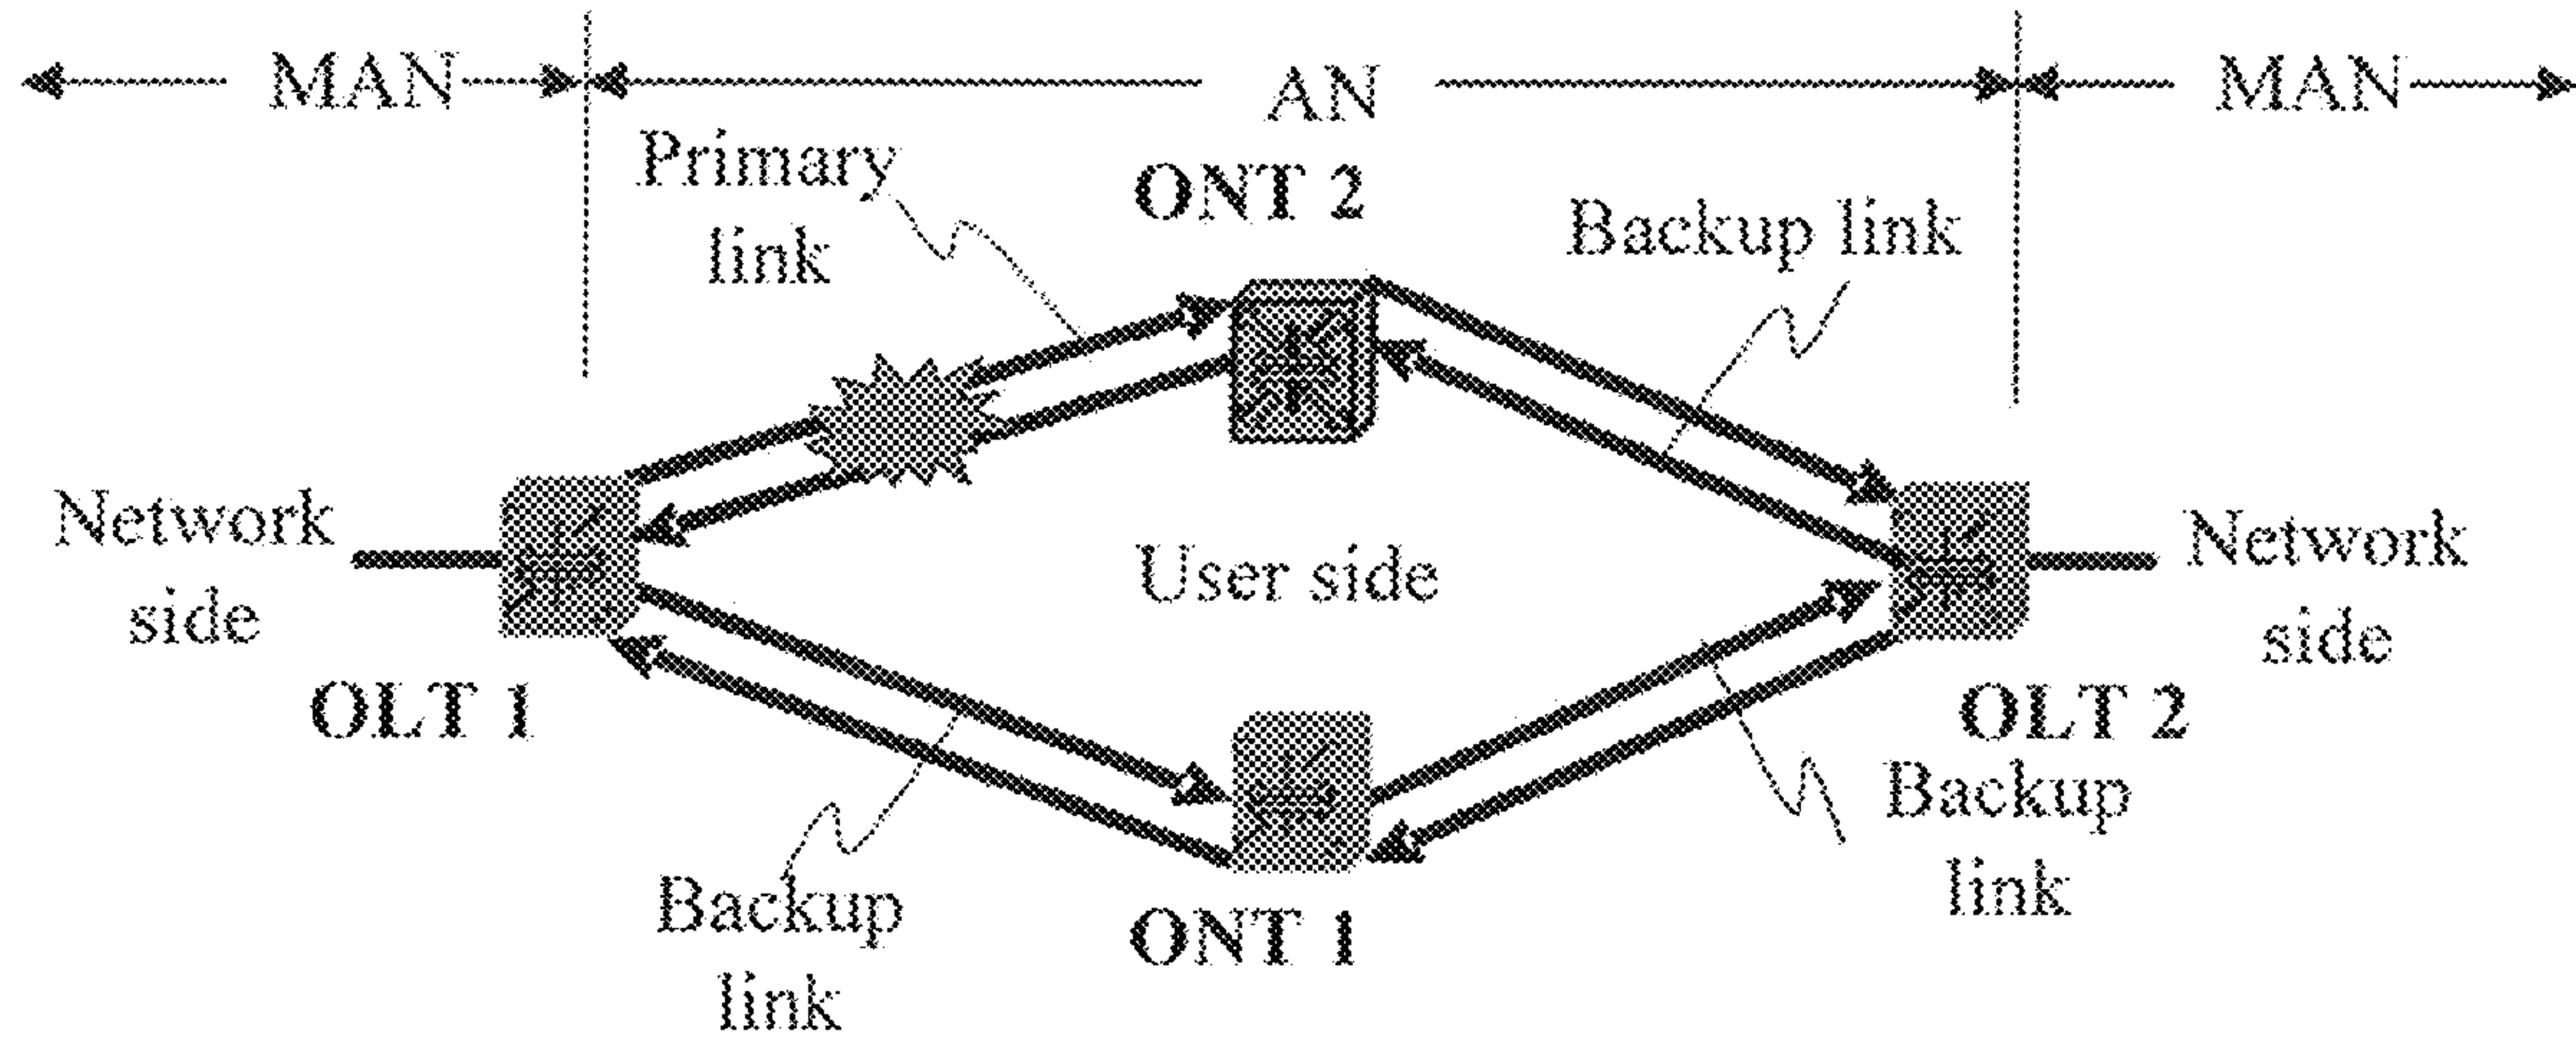 MAN
AN
MAN
Primary
link
ONT 2
Backup link
Network
side
User side
Network
side
OLT 1
OLT 2
Backup
link
Backup
link
ONT 1